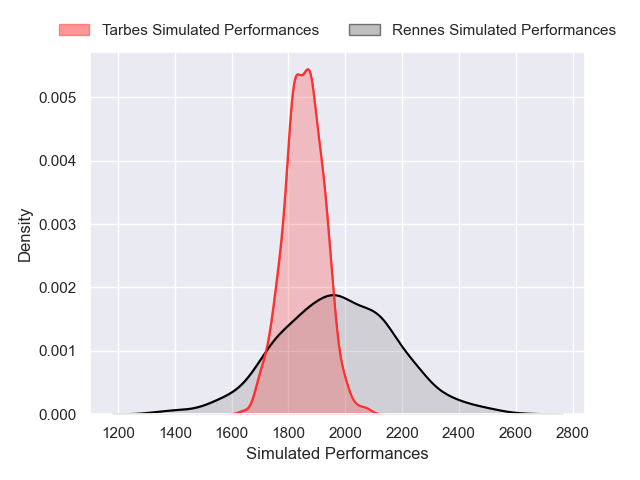 Tarbes Simulated Performances Rennes Simulated Performances
0.005
0.004
0.003
0.002
0.001
0.000
Density
1200 1400 1600 1800 2000 2200 2400 2600 2800
Simulated Performances